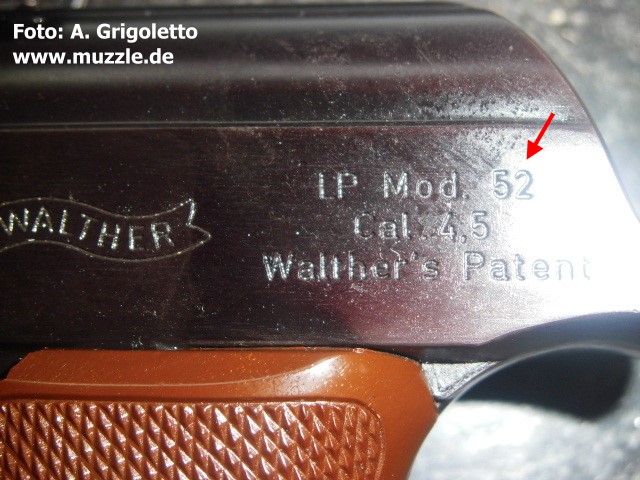 Foto: A. Grigoletto
www.muzzle.de
WALTHER
LP Mod. 52
Cal. 4,5
Walther's Patent